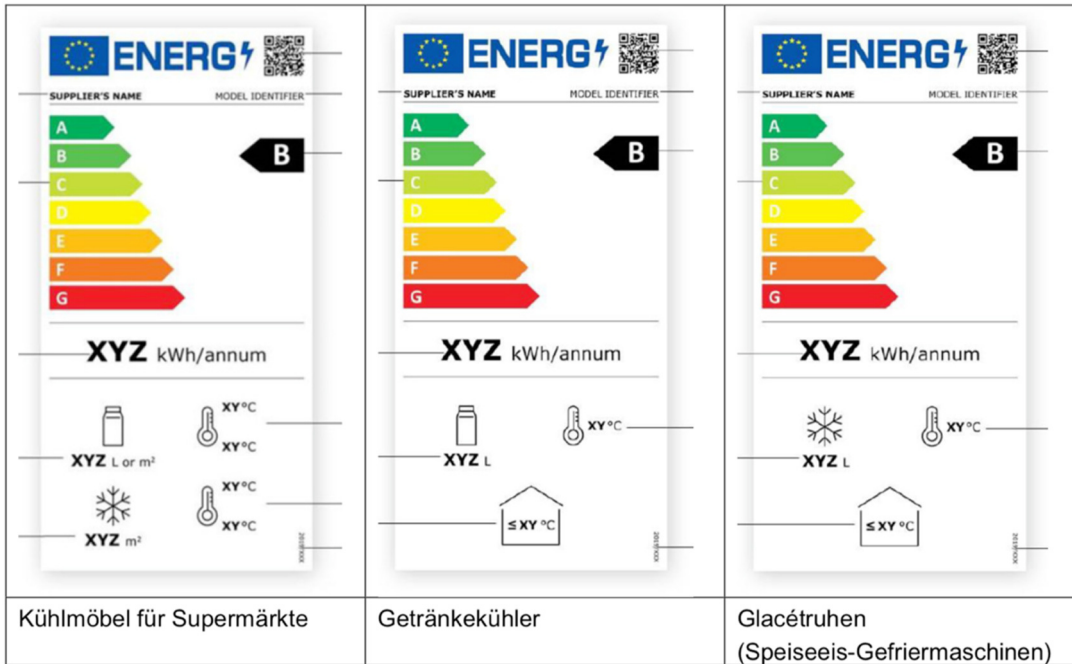 ENERG
SUPPLIER'S NAME MODEL IDENTIFIER
A
B B
C
D
E
F
G
XYZ kWh/annum
XY°C
XY°C
XYZ L or m²
XY°C
XY°C
XYZ m²
Kühlmöbel für Supermärkte
ENERG
SUPPLIER'S NAME MODEL IDENTIFIER
A
B B
C
D
E
F
G
XYZ kWh/annum
XY°C
XYZ L
≤ XY °C
Getränkekühler
ENERG
SUPPLIER'S NAME MODEL IDENTIFIER
A
B B
C
D
E
F
G
XYZ kWh/annum
XY°C
XYZ L
≤ XY °C
Glacétruhen
(Speiseeis-Gefriermaschinen)